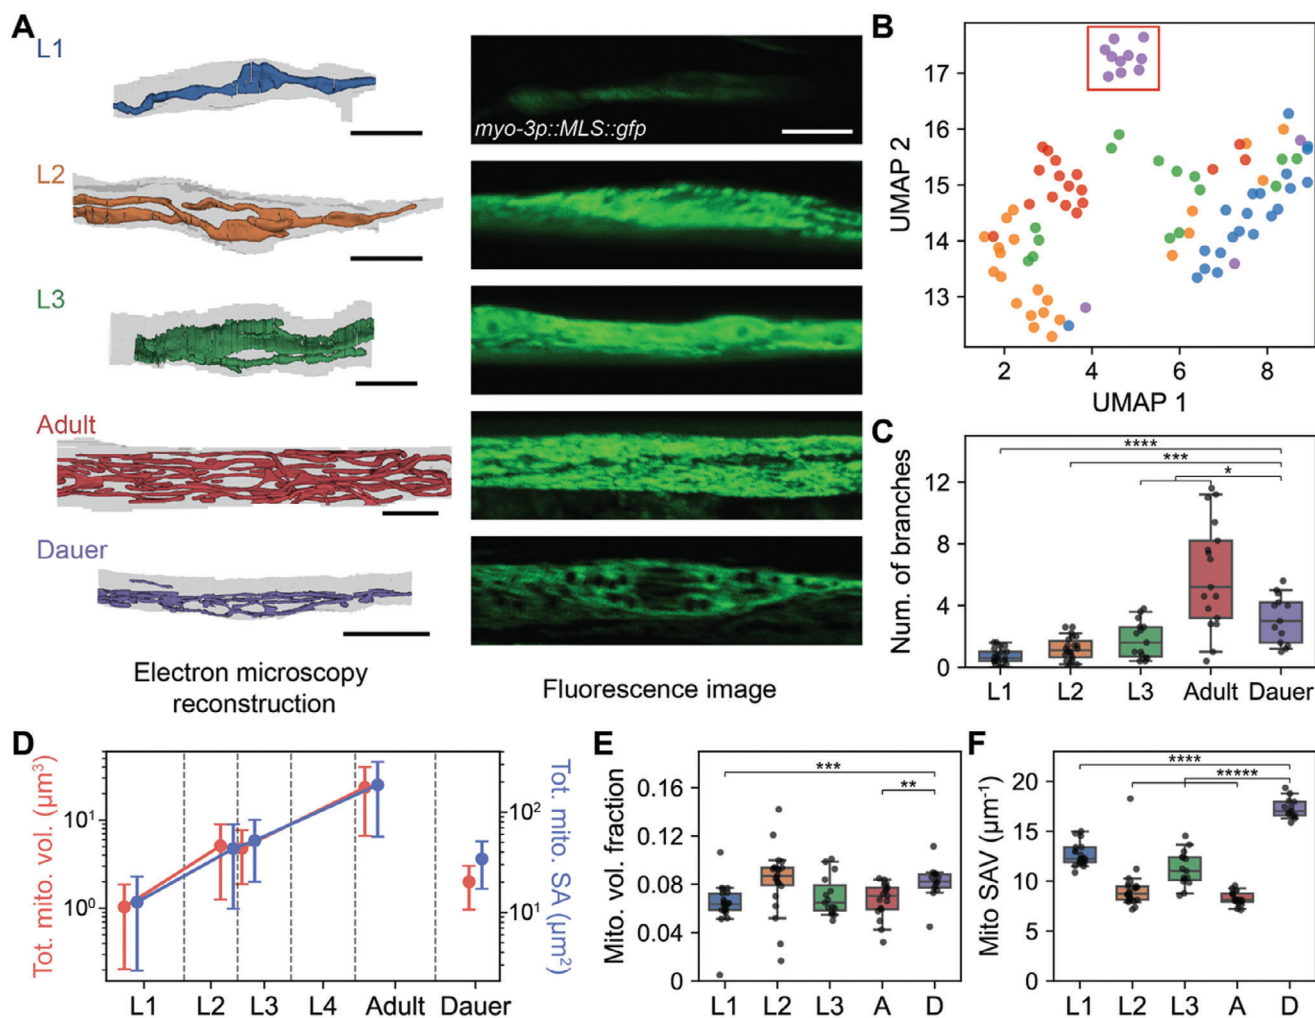 A
L1
myo-3p::MLS::gfp
L2
L3
Adult
Dauer
Electron microscopy
reconstruction
Fluorescence image
B
UMAP 2
17
16
15
14
13
2
4
6
8
UMAP 1
C
Num. of branches
12
8
4
0
****
***
*
L1
L2
L3
Adult
Dauer
D
Tot. mito. vol. (μm³)
10¹
10⁰
Tot. mito. SA (μm²)
10²
10¹
L1
L2
L3
L4
Adult
Dauer
E
Mito. vol. fraction
0.16
0.12
0.08
0.04
0
***
**
L1
L2
L3
A
D
F
Mito SAV (μm⁻¹)
20
15
10
5
0
****
*****
L1
L2
L3
A
D